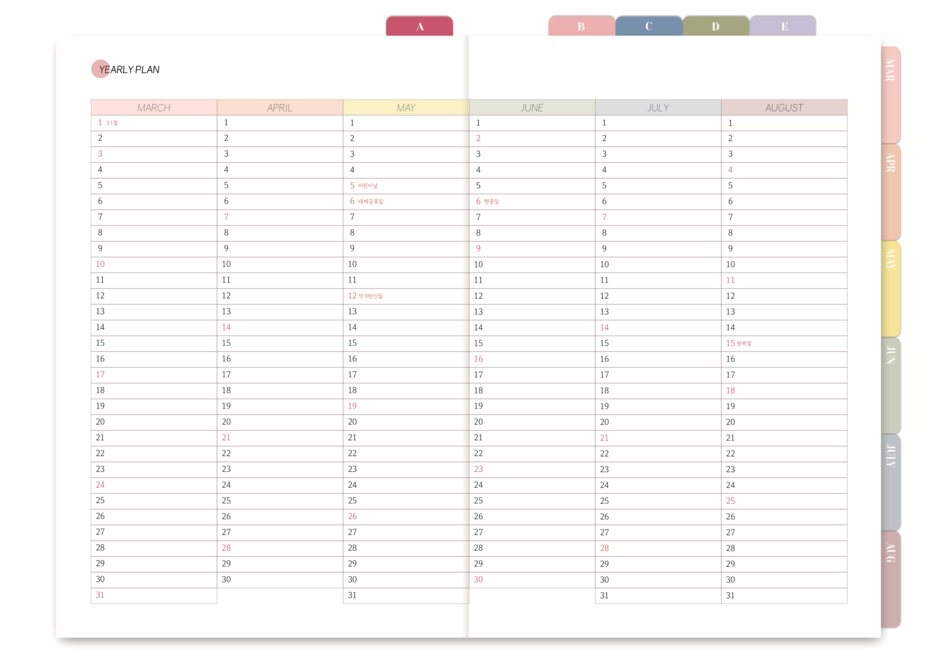 A
B C D E
YEARLY PLAN
MARCH APRIL MAY JUNE JULY AUGUST
1 3.1절 1 1 1 1 1
2 2 2 2 2 2
3 3 3 3 3 3
4 4 4 4 4 4
5 5 5 어린이날 5 5 5
6 6 6 대체공휴일 6 현충일 6 6
7 7 7 7 7 7
8 8 8 8 8 8
9 9 9 9 9 9
10 10 10 10 10 10
11 11 11 11 11 11
12 12 12 석가탄신일 12 12 12
13 13 13 13 13 13
14 14 14 14 14 14
15 15 15 15 15 15 광복절
16 16 16 16 16 16
17 17 17 17 17 17
18 18 18 18 18 18
19 19 19 19 19 19
20 20 20 20 20 20
21 21 21 21 21 21
22 22 22 22 22 22
23 23 23 23 23 23
24 24 24 24 24 24
25 25 25 25 25 25
26 26 26 26 26 26
27 27 27 27 27 27
28 28 28 28 28 28
29 29 29 29 29 29
30 30 30 30 30 30
31 31 31 31
MAR
APR
MAY
JUN
JULY
AUG